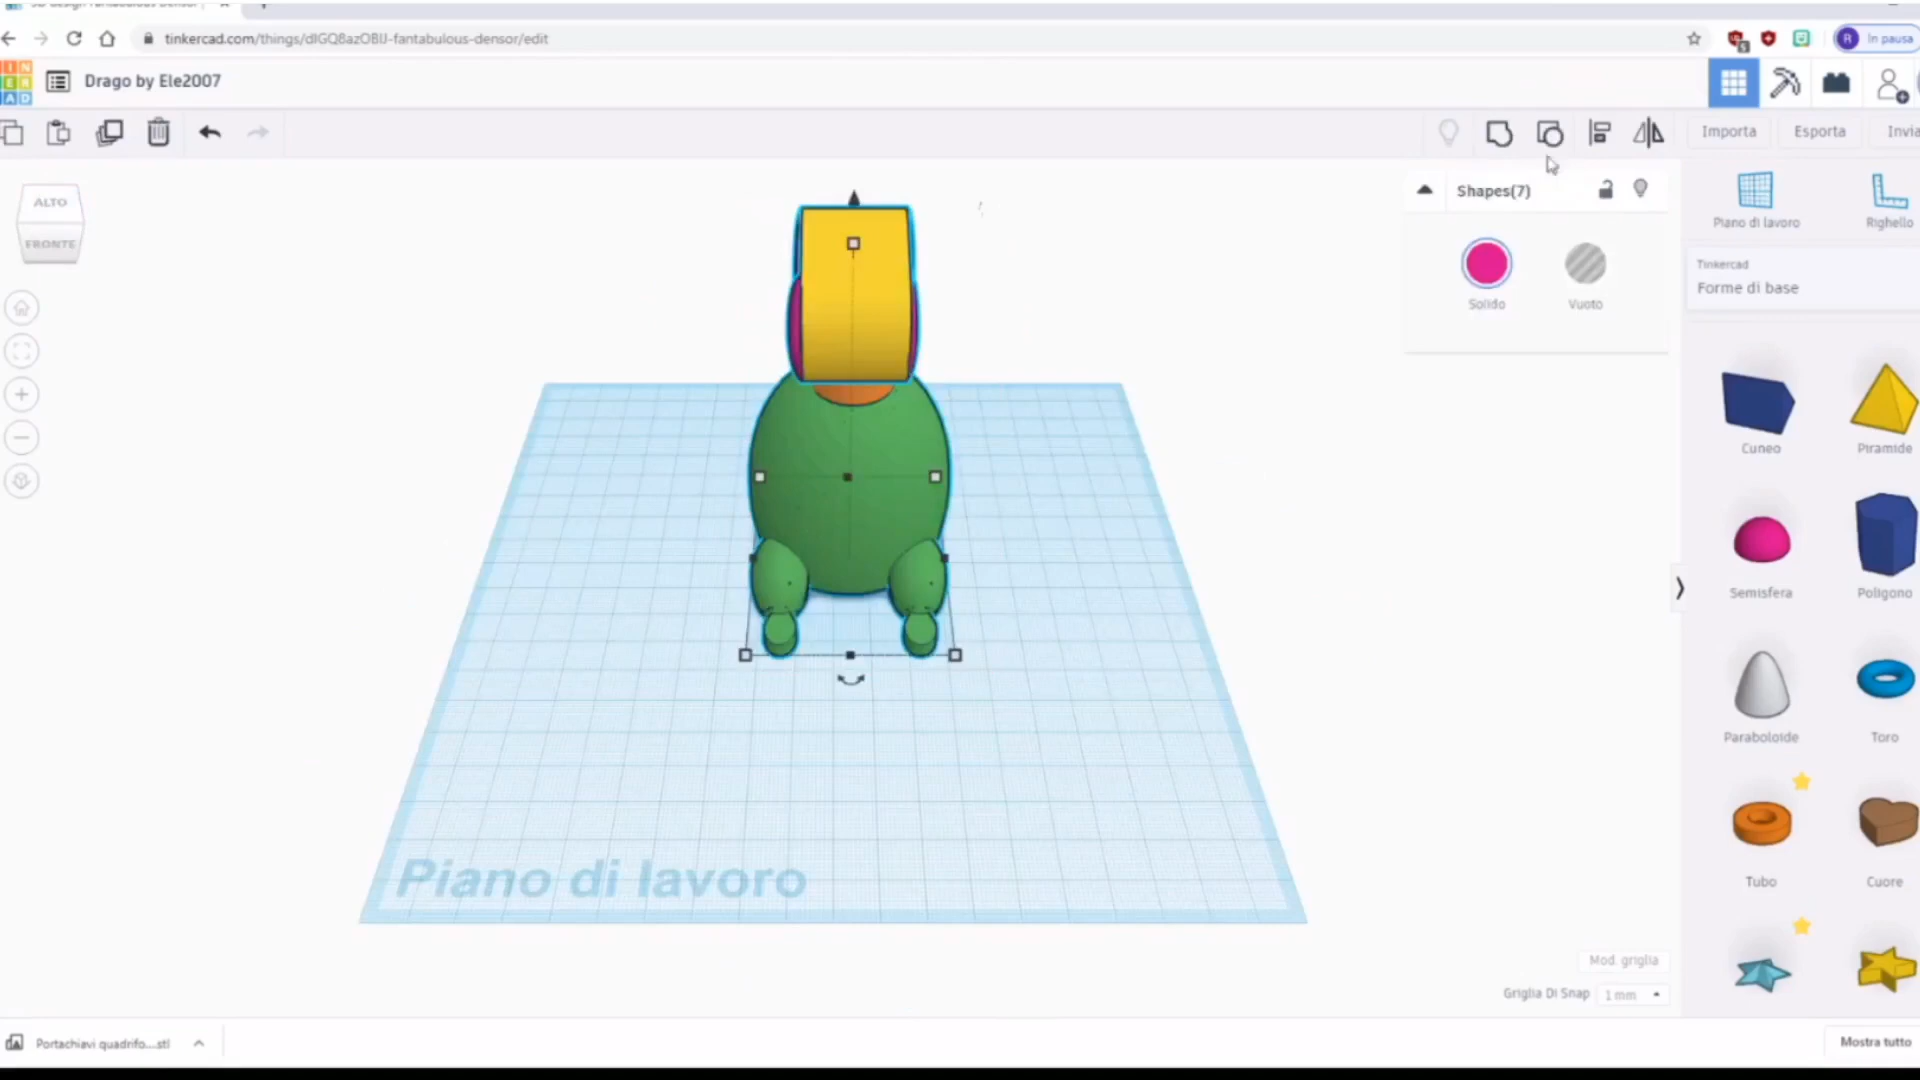 tinkercad.com/things/dIGQ8azOBIJ-fantabulous-densor/edit
R In pausa
Drago by Ele2007
Importa
Esporta
Invia
ALTO
FRONTE
Shapes(7)
Solido
Vuoto
Piano di lavoro
Righello
Tinkercad
Forme di base
Cuneo
Piramide
Semisfera
Poligono
Paraboloide
Toro
Tubo
Cuore
Piano di lavoro
Mod. griglia
Griglia Di Snap
1 mm
Portachiavi quadrifo....stl
Mostra tutto